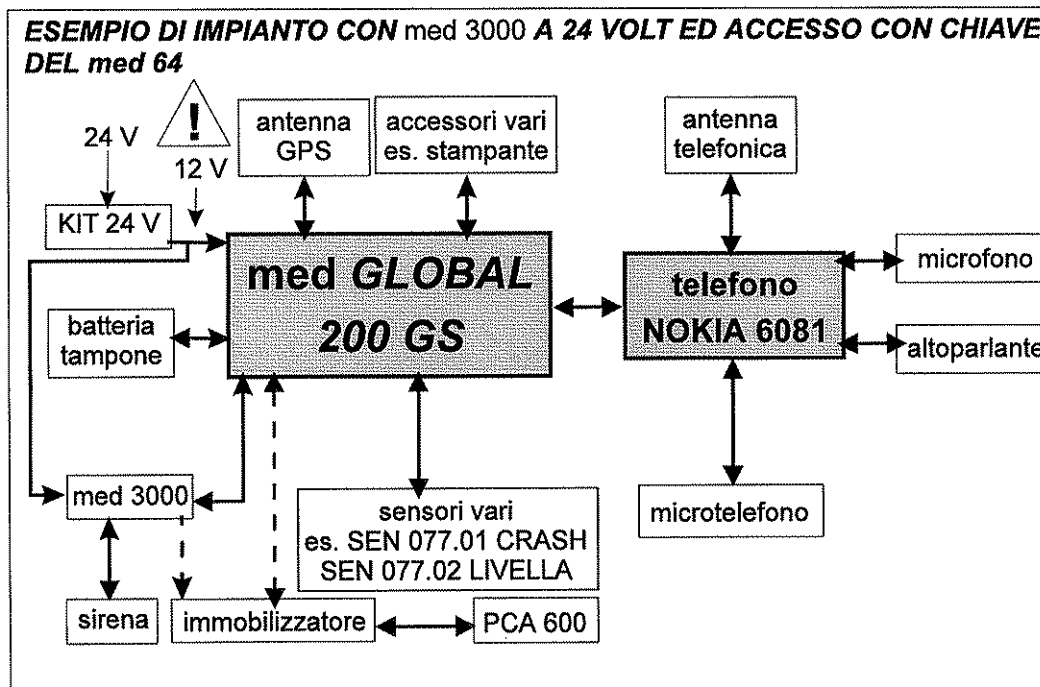 ESEMPIO DI IMPIANTO CON med 3000 A 24 VOLT ED ACCESSO CON CHIAVE
DEL med 64
24 V
!
12 V
KIT 24 V
antenna
GPS
accessori vari
es. stampante
antenna
telefonica
med GLOBAL
200 GS
telefono
NOKIA 6081
microfono
altoparlante
batteria
tampone
med 3000
sensori vari
es. SEN 077.01 CRASH
SEN 077.02 LIVELLA
microtelefono
sirena
immobilizzatore
PCA 600